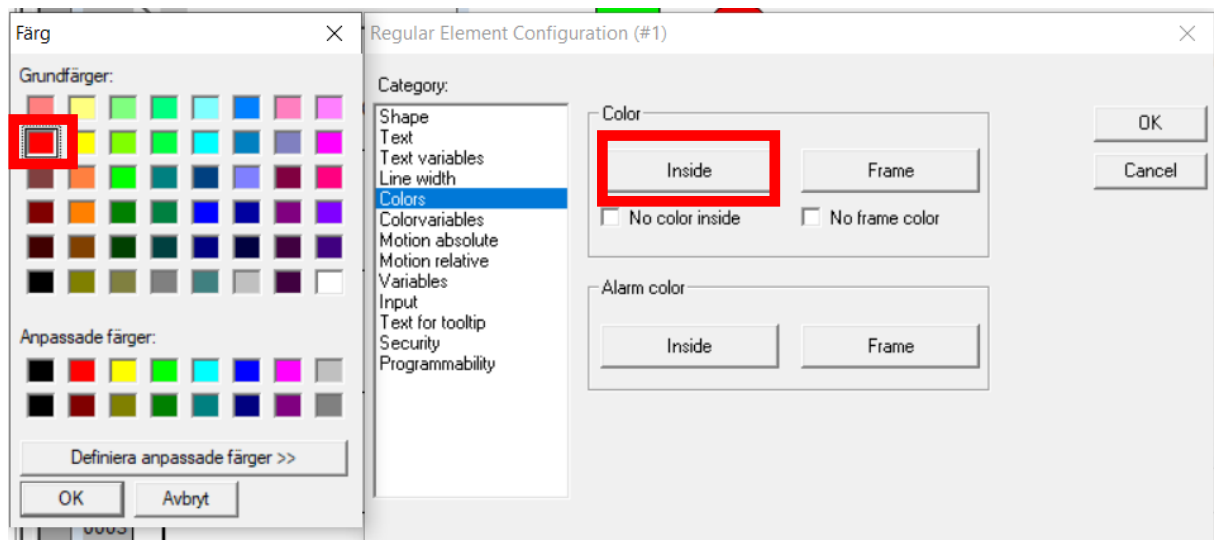 Färg
Grundfärger:
Anpassade färger:
Definiera anpassade färger >>
OK
Avbryt
0003
Regular Element Configuration (#1)
Category:
Shape
Text
Text variables
Line width
Colors
Colorvariables
Motion absolute
Motion relative
Variables
Input
Text for tooltip
Security
Programmability
Color
Inside
Frame
No color inside
No frame color
Alarm color
Inside
Frame
OK
Cancel